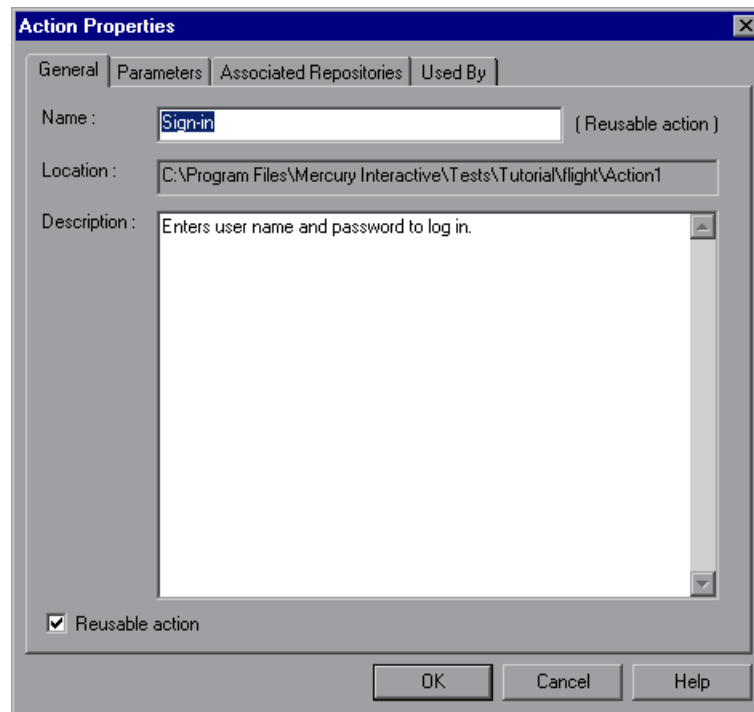 Action Properties
General Parameters Associated Repositories Used By
Name : Sign-in ( Reusable action )
Location : C:\Program Files\Mercury Interactive\Tests\Tutorial\flight\Action1
Description : Enters user name and password to log in.
Reusable action
OK Cancel Help